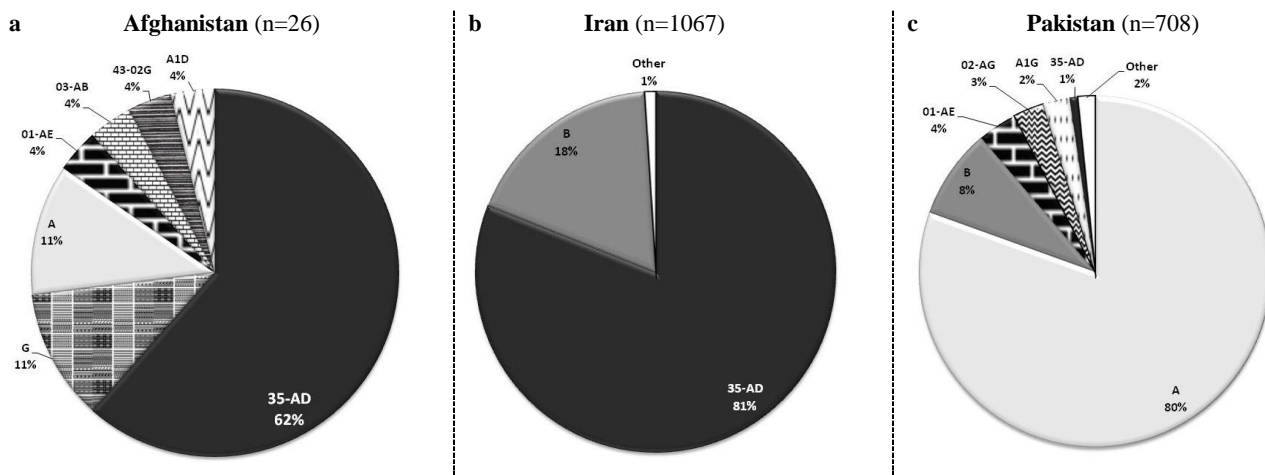 a Afghanistan (n=26)
A1D
4%
43-02G
4%
03-AB
4%
01-AE
4%
A
11%
G
11%
35-AD
62%
b Iran (n=1067)
Other
1%
B
18%
35-AD
81%
c Pakistan (n=708)
35-AD
1%
A1G
2%
02-AG
3%
Other
2%
01-AE
4%
B
8%
A
80%